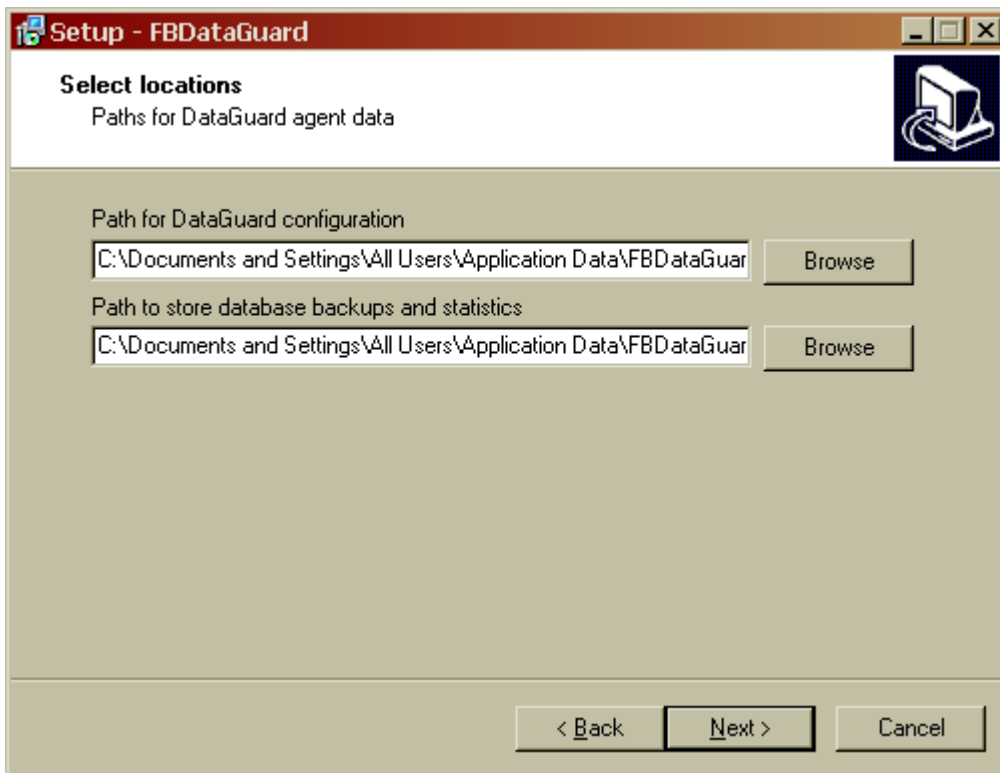 Setup - FBDataGuard
Select locations
Paths for DataGuard agent data
Path for DataGuard configuration
C:\Documents and Settings\All Users\Application Data\FBDataGuar
Browse
Path to store database backups and statistics
C:\Documents and Settings\All Users\Application Data\FBDataGuar
Browse
< Back Next > Cancel